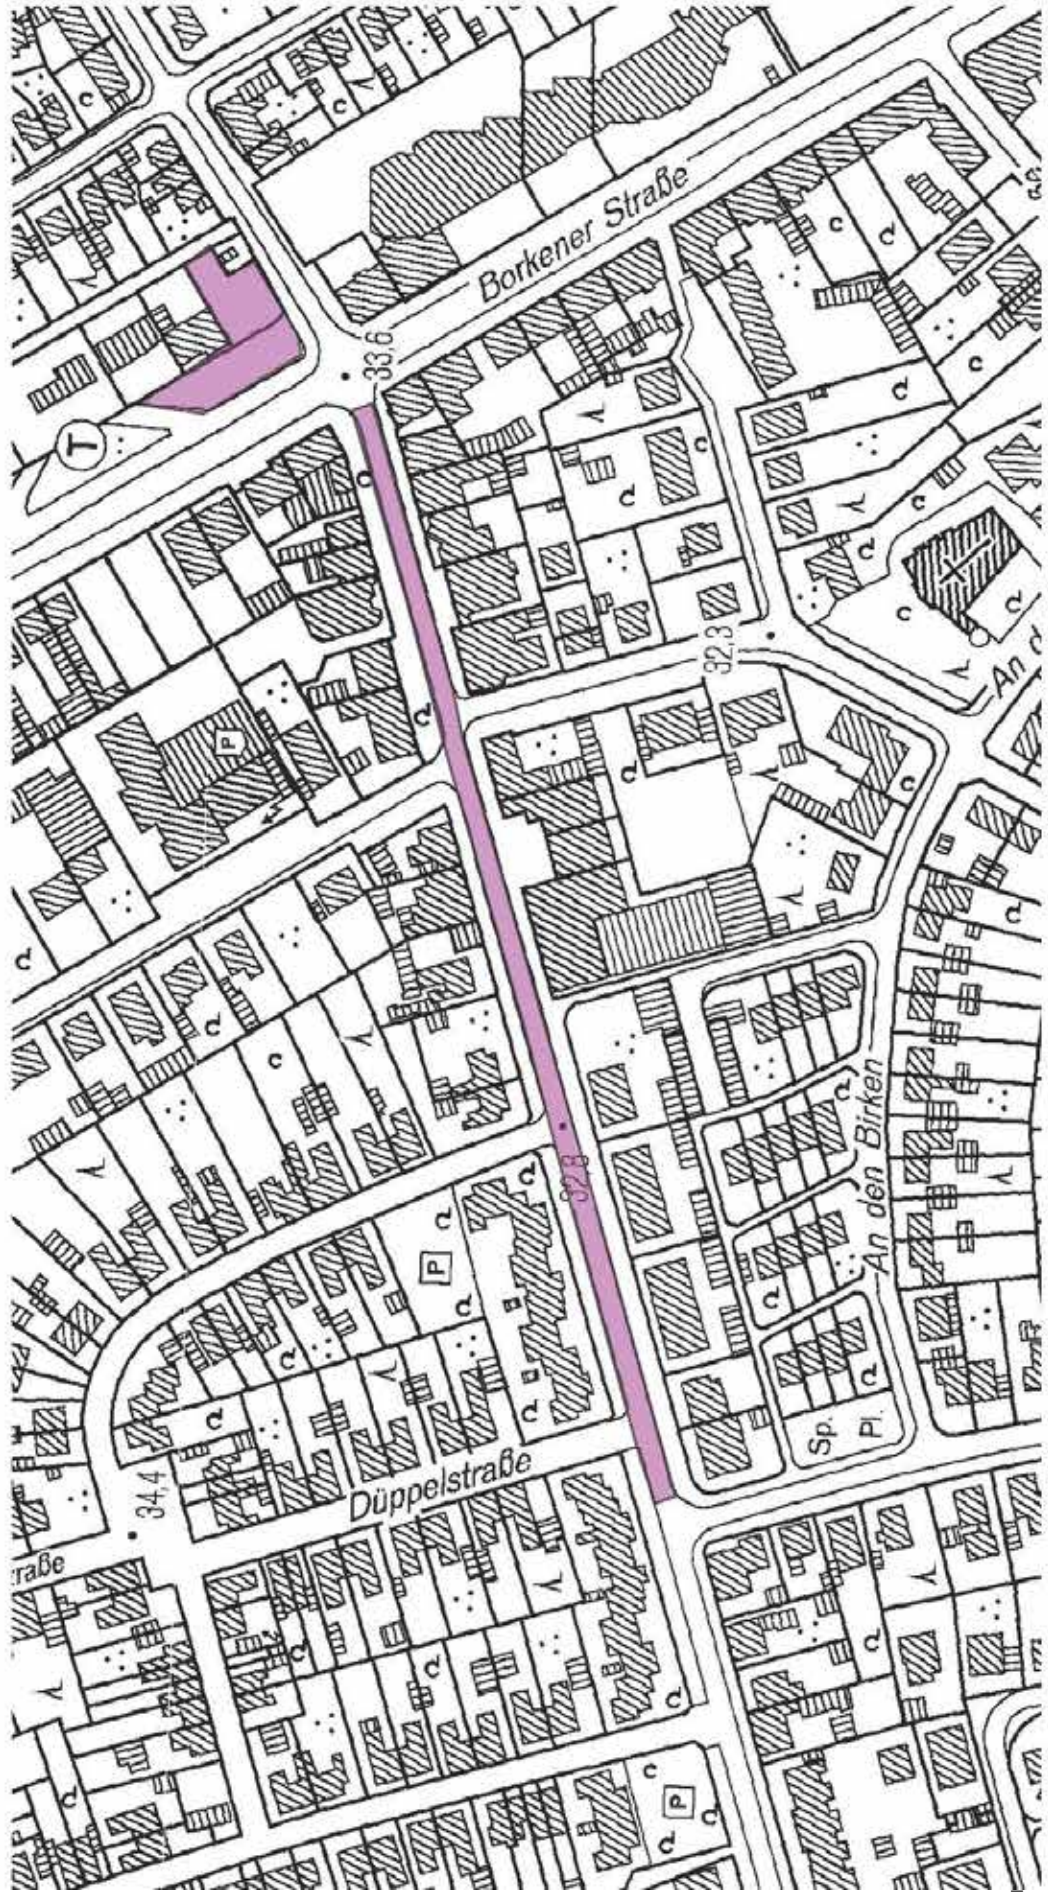 Borkener Straße
33,6
T
32,3
An d
P
An den Birken
32,8
P
Sp.
Pl.
Düppelstraße
34,4
raße
P